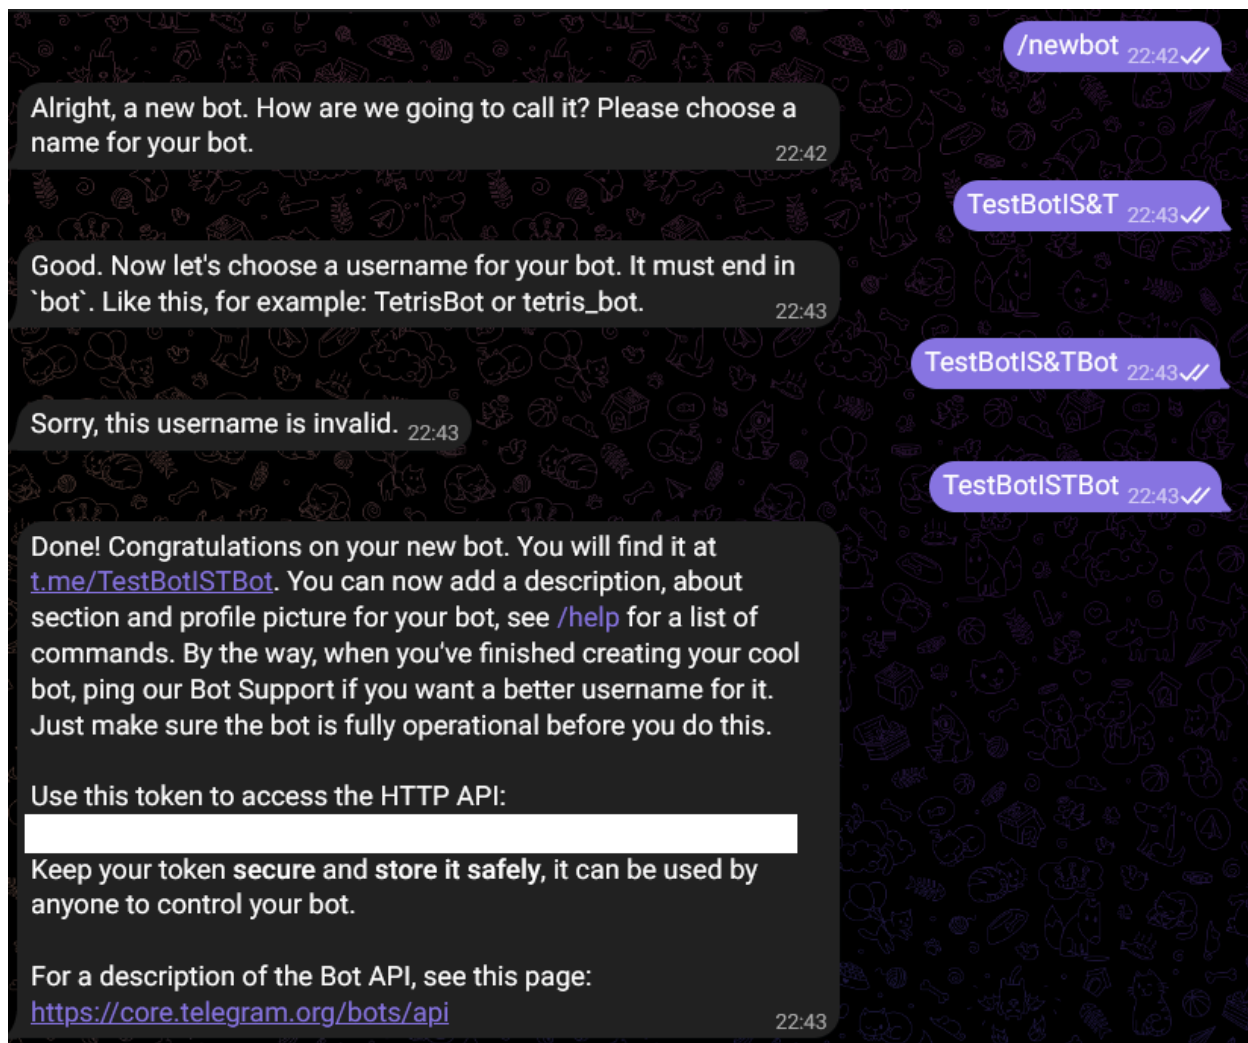 /newbot 22:42
Alright, a new bot. How are we going to call it? Please choose a
name for your bot.
22:42
TestBotIS&T 22:43
Good. Now let's choose a username for your bot. It must end in
`bot`. Like this, for example: TetrisBot or tetris_bot.
22:43
TestBotIS&TBot 22:43
Sorry, this username is invalid. 22:43
TestBotISTBot 22:43
Done! Congratulations on your new bot. You will find it at
t.me/TestBotISTBot. You can now add a description, about
section and profile picture for your bot, see /help for a list of
commands. By the way, when you've finished creating your cool
bot, ping our Bot Support if you want a better username for it.
Just make sure the bot is fully operational before you do this.
Use this token to access the HTTP API:
Keep your token secure and store it safely, it can be used by
anyone to control your bot.
For a description of the Bot API, see this page:
https://core.telegram.org/bots/api
22:43